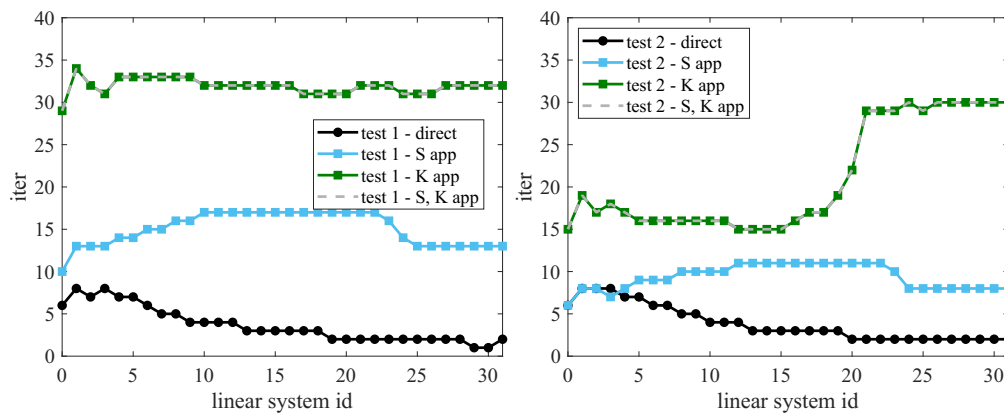 40
35
30
25
20
15
10
5
0
iter
test 1 - direct
test 1 - S app
test 1 - K app
test 1 - S, K app
0 5 10 15 20 25 30
linear system id
40
35
30
25
20
15
10
5
0
iter
test 2 - direct
test 2 - S app
test 2 - K app
test 2 - S, K app
0 5 10 15 20 25 30
linear system id